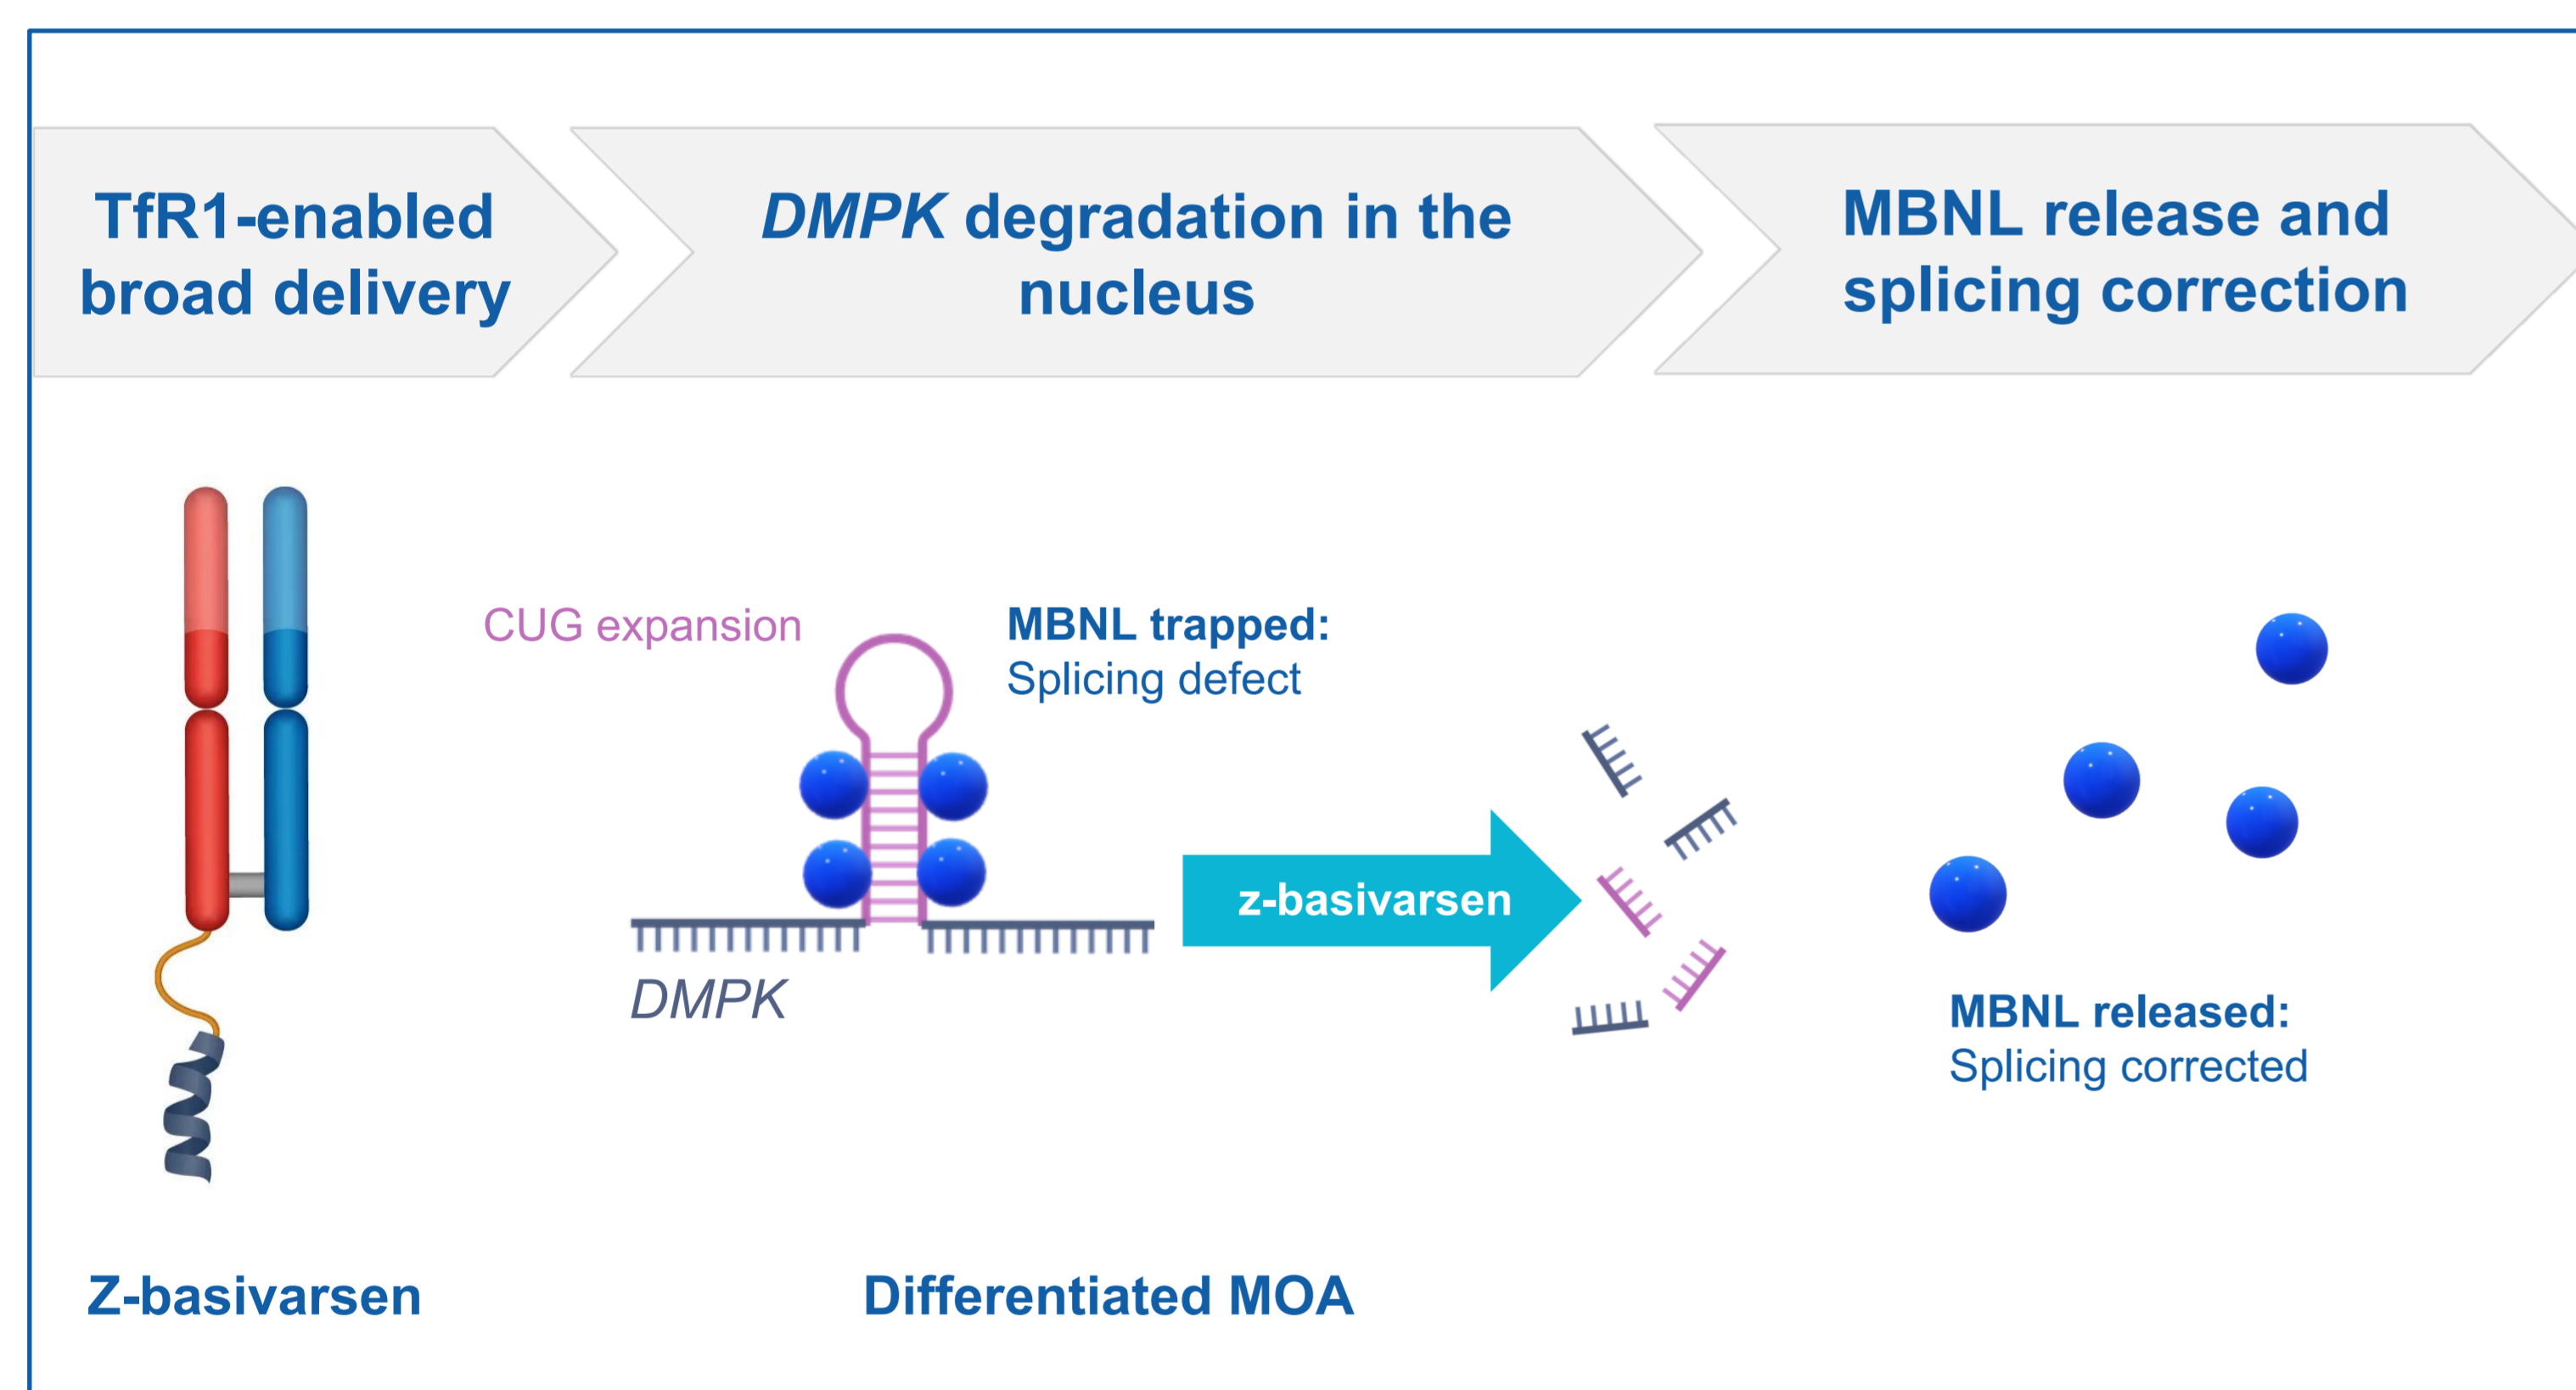 TfR1-enabled
broad delivery
DMPK degradation in the
nucleus
MBNL release and
splicing correction
CUG expansion
MBNL trapped:
Splicing defect
z-basivarsen
DMPK
MBNL released:
Splicing corrected
Z-basivarsen
Differentiated MOA